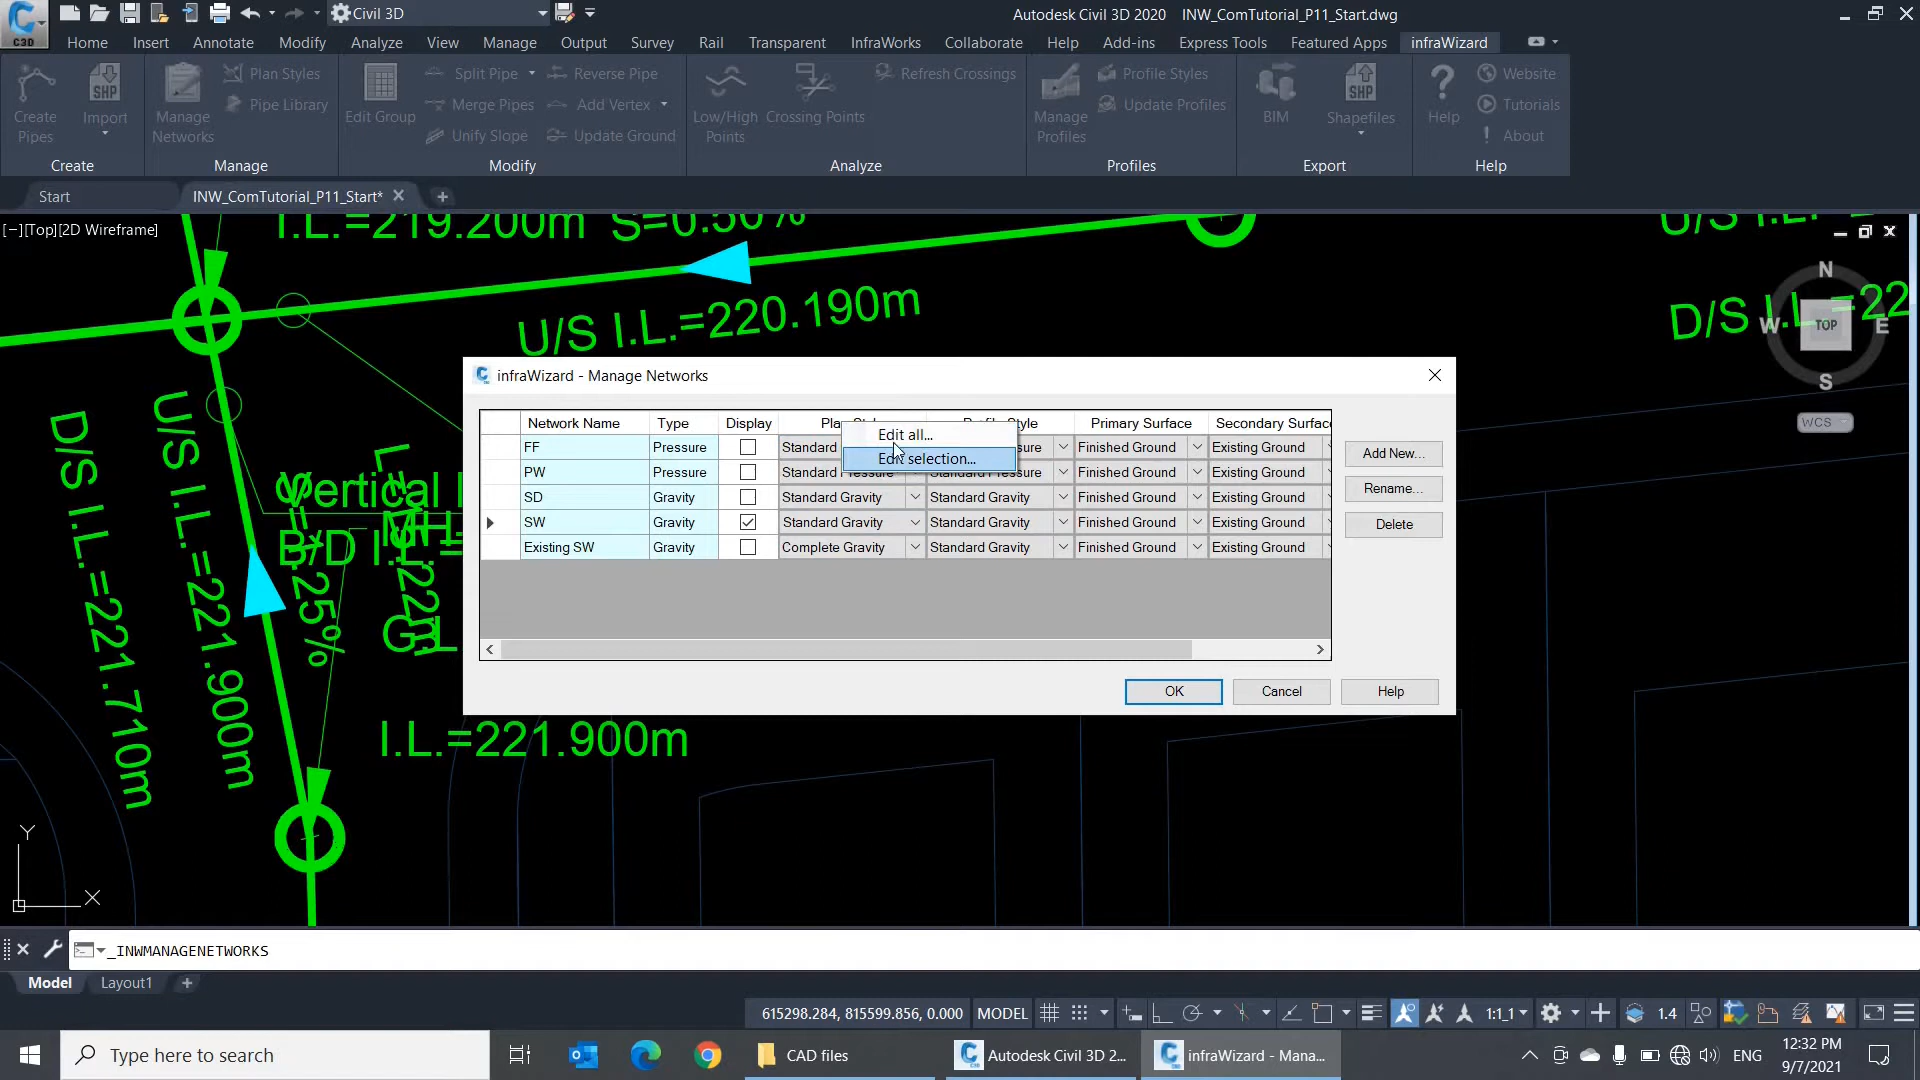 Civil 3D
Autodesk Civil 3D 2020 INW_ComTutorial_P11_Start.dwg
C3D
Home Insert Annotate Modify Analyze View Manage Output Survey Rail Transparent InfraWorks Collaborate Help Add-ins Express Tools Featured Apps infraWizard
Create Pipes
Import
Manage Networks
Plan Styles
Pipe Library
Edit Group
Split Pipe
Merge Pipes
Unify Slope
Reverse Pipe
Add Vertex
Update Ground
Low/High Points
Crossing Points
Refresh Crossings
Manage Profiles
Profile Styles
Update Profiles
BIM
SHP
Shapefiles
Help
Website
Tutorials
About
Create Manage Modify Analyze Profiles Export Help
Start INW_ComTutorial_P11_Start*
[−][Top][2D Wireframe]
I.L.=219.200m S=0.50%
U/S I.L.=220.190m
D/S I.L.=22
N
W TOP E
S
WCS
D/S I.L.=221.710m
U/S I.L.=221.900m
I.L.=221.900m
infraWizard - Manage Networks
Network Name Type Display Primary Surface Secondary Surfac
FF Pressure Standard Finished Ground Existing Ground
PW Pressure Standard Pressure Finished Ground Existing Ground
SD Gravity Standard Gravity Standard Gravity Finished Ground Existing Ground
SW Gravity Standard Gravity Standard Gravity Finished Ground Existing Ground
Existing SW Gravity Complete Gravity Standard Gravity Finished Ground Existing Ground
Edit all...
Edit selection...
Add New...
Rename...
Delete
OK Cancel Help
Y
X
_INWMANAGENETWORKS
Model Layout1
615298.284, 815599.856, 0.000 MODEL 1:1_1 1.4
Type here to search
CAD files
Autodesk Civil 3D 2...
infraWizard - Mana...
ENG
12:32 PM
9/7/2021